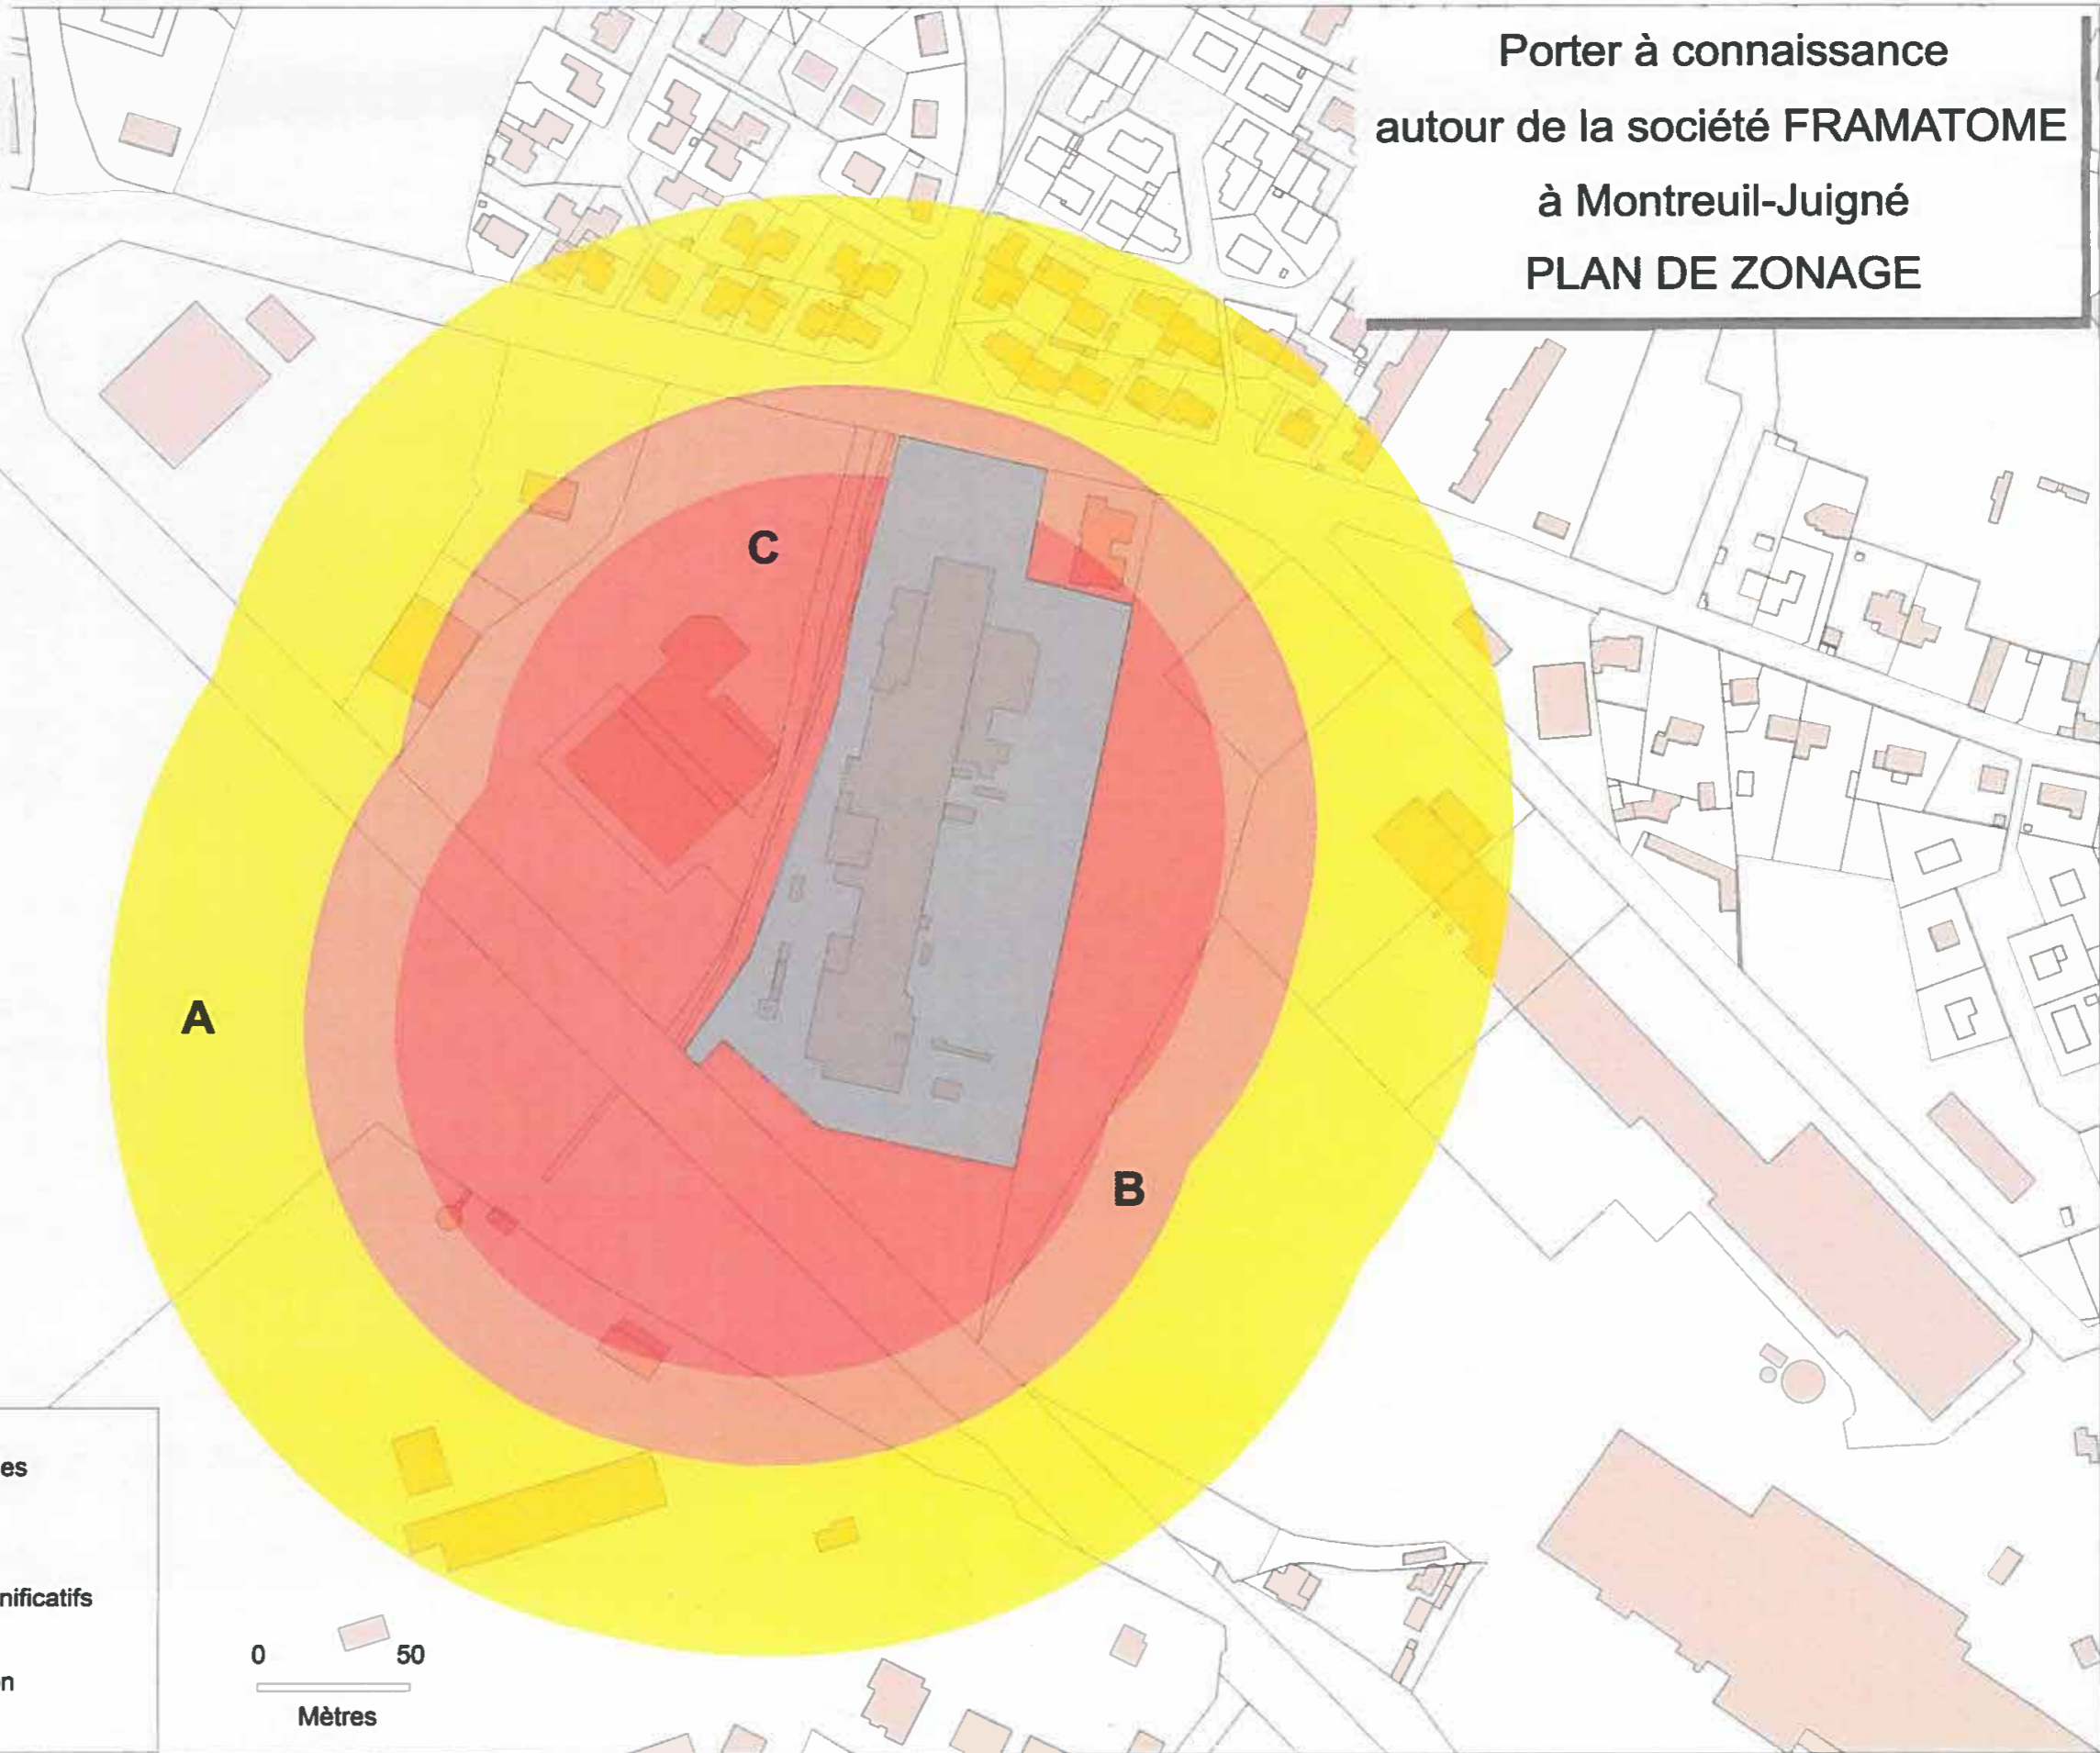 Porter à connaissance
autour de la société FRAMATOME
à Montreuil-Juigné
PLAN DE ZONAGE
C
A
B
es
nificatifs
n
0 50
Mètres